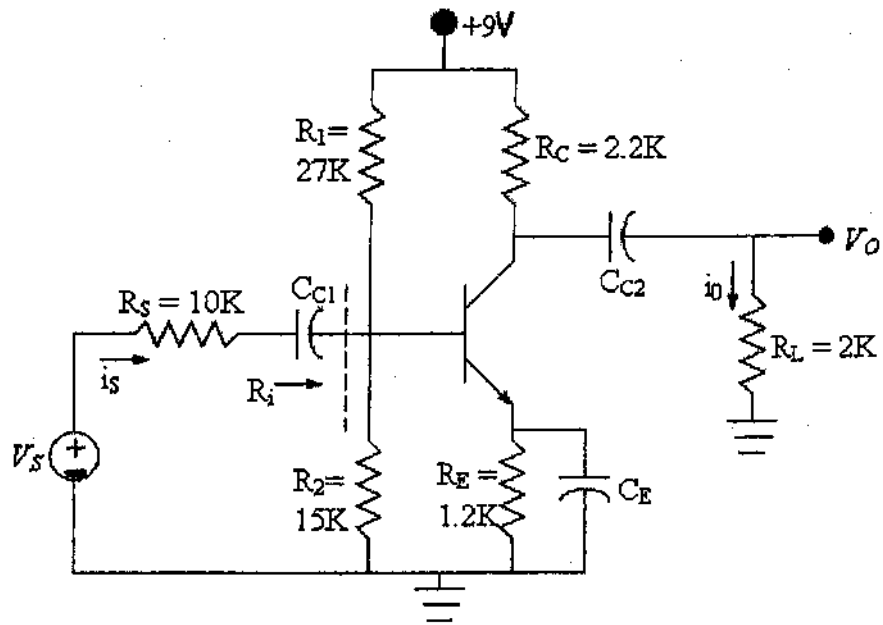 +9V
R1=
27K
RC = 2.2K
VO
CC2
i0
RS = 10K
CC1
RL = 2K
iS
Ri
VS
+
R2=
15K
RE =
1.2K
CE